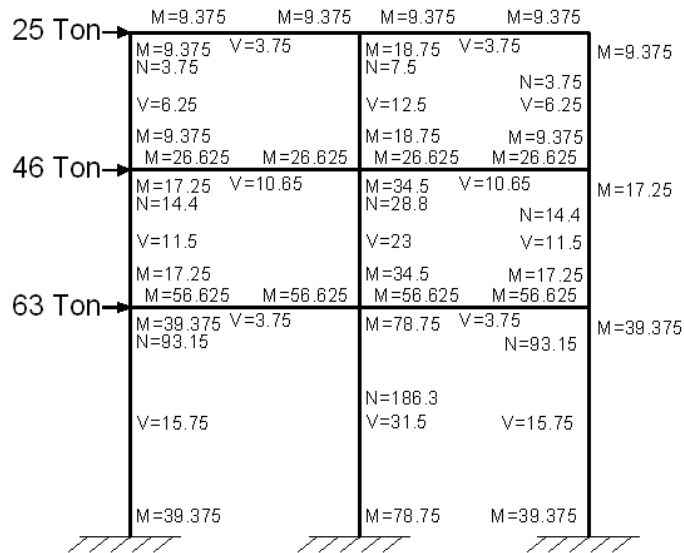 M=9.375 M=9.375 M=9.375 M=9.375
25 Ton
M=9.375 V=3.75 M=18.75 V=3.75 M=9.375
N=3.75 N=7.5 N=3.75
V=6.25 V=12.5 V=6.25
M=9.375 M=18.75 M=9.375
M=26.625 M=26.625 M=26.625 M=26.625
46 Ton
M=17.25 V=10.65 M=34.5 V=10.65 M=17.25
N=14.4 N=28.8 N=14.4
V=11.5 V=23 V=11.5
M=17.25 M=34.5 M=17.25
M=56.625 M=56.625 M=56.625 M=56.625
63 Ton
M=39.375 V=3.75 M=78.75 V=3.75 M=39.375
N=93.15 N=93.15
N=186.3
V=15.75 V=31.5 V=15.75
M=39.375 M=78.75 M=39.375